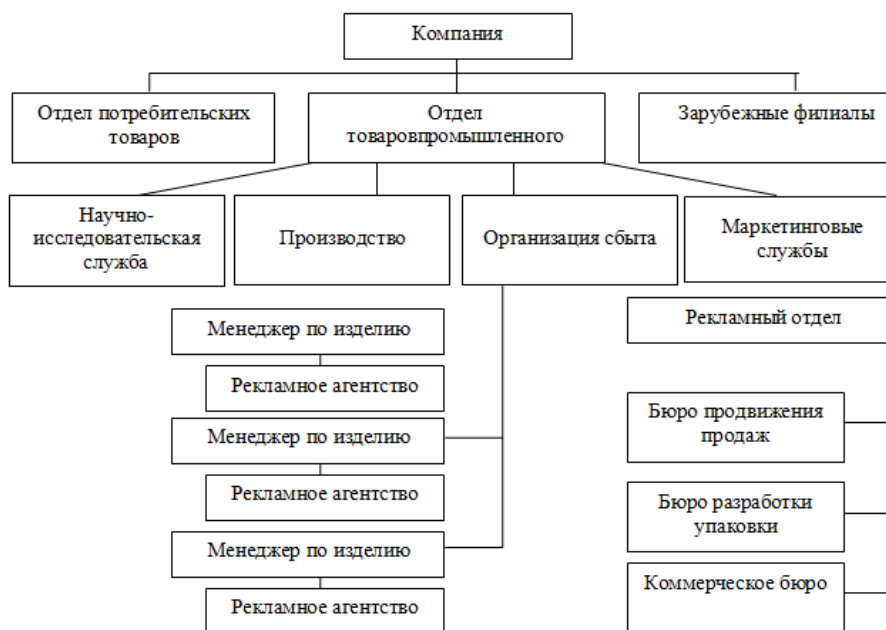 Компания
Отдел потребительских
товаров
Отдел
товаровпромышленного
Зарубежные филиалы
Научно-
исследовательская
служба
Производство
Организация сбыта
Маркетинговые
службы
Менеджер по изделию
Рекламный отдел
Рекламное агентство
Бюро продвижения
продаж
Менеджер по изделию
Рекламное агентство
Бюро разработки
упаковки
Менеджер по изделию
Коммерческое бюро
Рекламное агентство